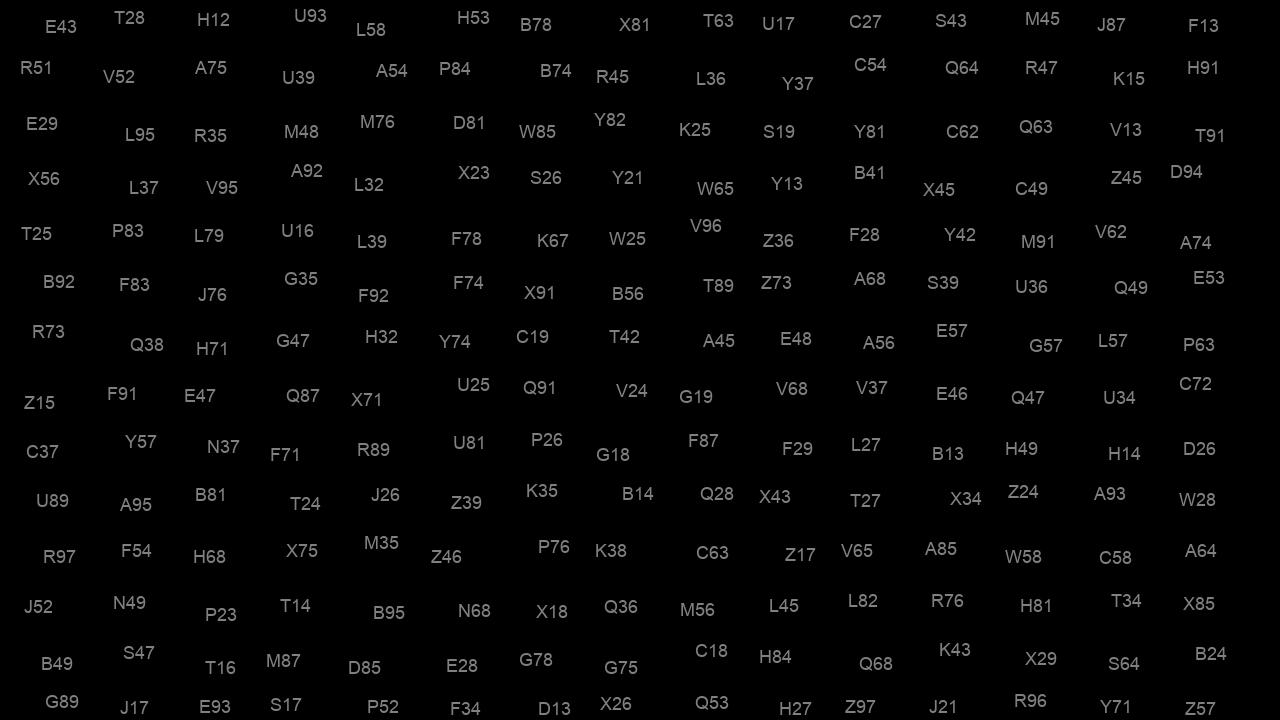 E43 T28 H12 U93 L58 H53 B78 X81 T63 U17 C27 S43 M45 J87 F13
R51 V52 A75 U39 A54 P84 B74 R45 L36 Y37 C54 Q64 R47 K15 H91
E29 L95 R35 M48 M76 D81 W85 Y82 K25 S19 Y81 C62 Q63 V13 T91
X56 L37 V95 A92 L32 X23 S26 Y21 W65 Y13 B41 X45 C49 Z45 D94
T25 P83 L79 U16 L39 F78 K67 W25 V96 Z36 F28 Y42 M91 V62 A74
B92 F83 J76 G35 F92 F74 X91 B56 T89 Z73 A68 S39 U36 Q49 E53
R73 Q38 H71 G47 H32 Y74 C19 T42 A45 E48 A56 E57 G57 L57 P63
Z15 F91 E47 Q87 X71 U25 Q91 V24 G19 V68 V37 E46 Q47 U34 C72
C37 Y57 N37 F71 R89 U81 P26 G18 F87 F29 L27 B13 H49 H14 D26
U89 A95 B81 T24 J26 Z39 K35 B14 Q28 X43 T27 X34 Z24 A93 W28
R97 F54 H68 X75 M35 Z46 P76 K38 C63 Z17 V65 A85 W58 C58 A64
J52 N49 P23 T14 B95 N68 X18 Q36 M56 L45 L82 R76 H81 T34 X85
B49 S47 T16 M87 D85 E28 G78 G75 C18 H84 Q68 K43 X29 S64 B24
G89 J17 E93 S17 P52 F34 D13 X26 Q53 H27 Z97 J21 R96 Y71 Z57